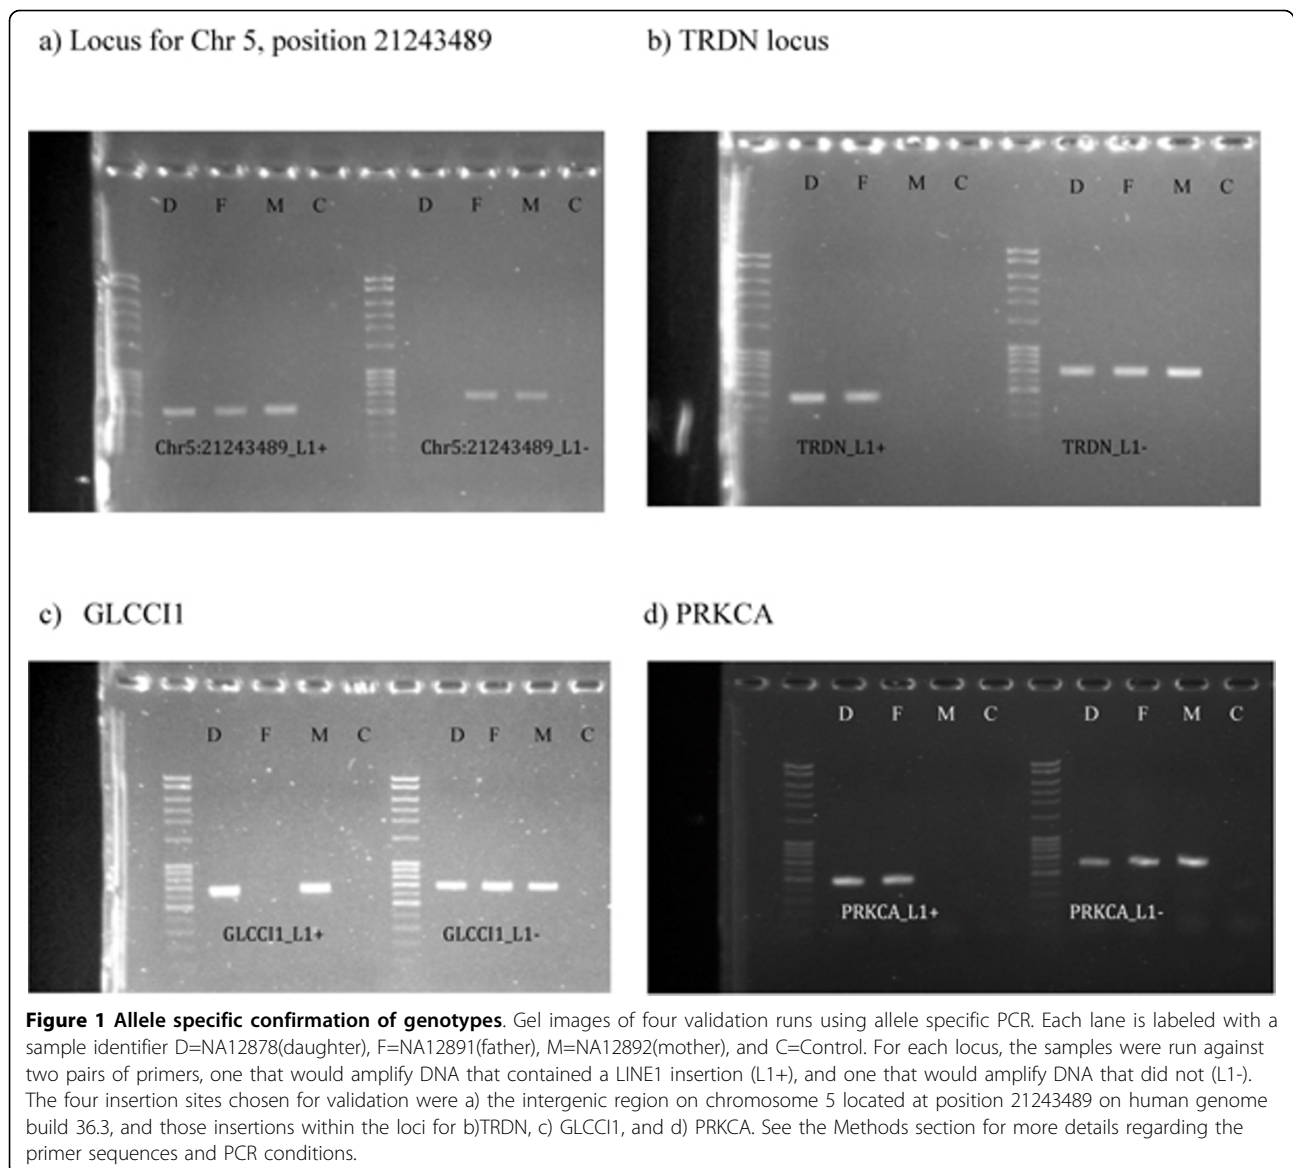 a) Locus for Chr 5, position 21243489
b) TRDN locus
D F M C D F M C
Chr5:21243489_L1+ Chr5:21243489_L1-
D F M C D F M C
TRDN_L1+ TRDN_L1-
c) GLCCI1
d) PRKCA
D F M C D F M C
GLCCI1_L1+ GLCCI1_L1-
D F M C D F M C
PRKCA_L1+ PRKCA_L1-
Figure 1 Allele specific confirmation of genotypes. Gel images of four validation runs using allele specific PCR. Each lane is labeled with a
sample identifier D=NA12878(daughter), F=NA12891(father), M=NA12892(mother), and C=Control. For each locus, the samples were run against
two pairs of primers, one that would amplify DNA that contained a LINE1 insertion (L1+), and one that would amplify DNA that did not (L1-).
The four insertion sites chosen for validation were a) the intergenic region on chromosome 5 located at position 21243489 on human genome
build 36.3, and those insertions within the loci for b)TRDN, c) GLCCI1, and d) PRKCA. See the Methods section for more details regarding the
primer sequences and PCR conditions.